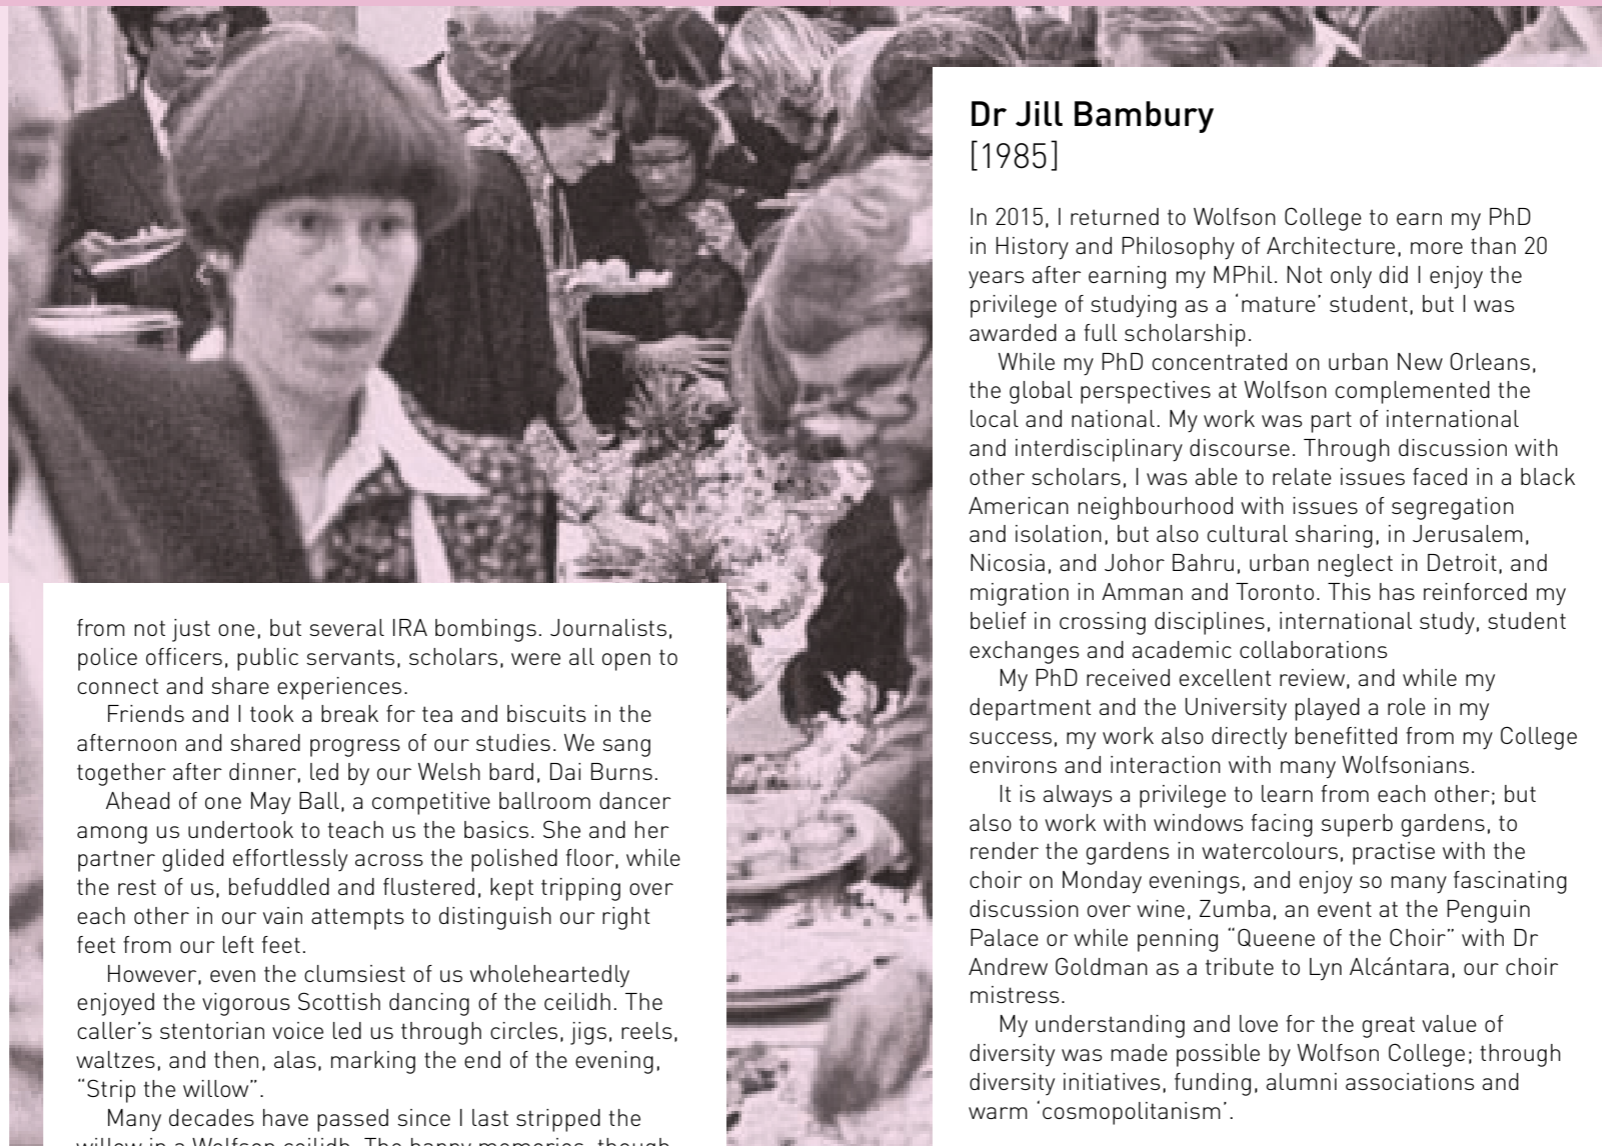 from not just one, but several IRA bombings. Journalists,
police officers, public servants, scholars, were all open to
connect and share experiences.
Friends and I took a break for tea and biscuits in the
afternoon and shared progress of our studies. We sang
together after dinner, led by our Welsh bard, Dai Burns.
Ahead of one May Ball, a competitive ballroom dancer
among us undertook to teach us the basics. She and her
partner glided effortlessly across the polished floor, while
the rest of us, befuddled and flustered, kept tripping over
each other in our vain attempts to distinguish our right
feet from our left feet.
However, even the clumsiest of us wholeheartedly
enjoyed the vigorous Scottish dancing of the ceilidh. The
caller’s stentorian voice led us through circles, jigs, reels,
waltzes, and then, alas, marking the end of the evening,
“Strip the willow”.
Many decades have passed since I last stripped the
willow in a Wolfson ceilidh. The happy memories, though
Dr Jill Bambury
[1985]
In 2015, I returned to Wolfson College to earn my PhD
in History and Philosophy of Architecture, more than 20
years after earning my MPhil. Not only did I enjoy the
privilege of studying as a ‘mature’ student, but I was
awarded a full scholarship.
While my PhD concentrated on urban New Orleans,
the global perspectives at Wolfson complemented the
local and national. My work was part of international
and interdisciplinary discourse. Through discussion with
other scholars, I was able to relate issues faced in a black
American neighbourhood with issues of segregation
and isolation, but also cultural sharing, in Jerusalem,
Nicosia, and Johor Bahru, urban neglect in Detroit, and
migration in Amman and Toronto. This has reinforced my
belief in crossing disciplines, international study, student
exchanges and academic collaborations
My PhD received excellent review, and while my
department and the University played a role in my
success, my work also directly benefitted from my College
environs and interaction with many Wolfsonians.
It is always a privilege to learn from each other; but
also to work with windows facing superb gardens, to
render the gardens in watercolours, practise with the
choir on Monday evenings, and enjoy so many fascinating
discussion over wine, Zumba, an event at the Penguin
Palace or while penning “Queene of the Choir” with Dr
Andrew Goldman as a tribute to Lyn Alcántara, our choir
mistress.
My understanding and love for the great value of
diversity was made possible by Wolfson College; through
diversity initiatives, funding, alumni associations and
warm ‘cosmopolitanism’.